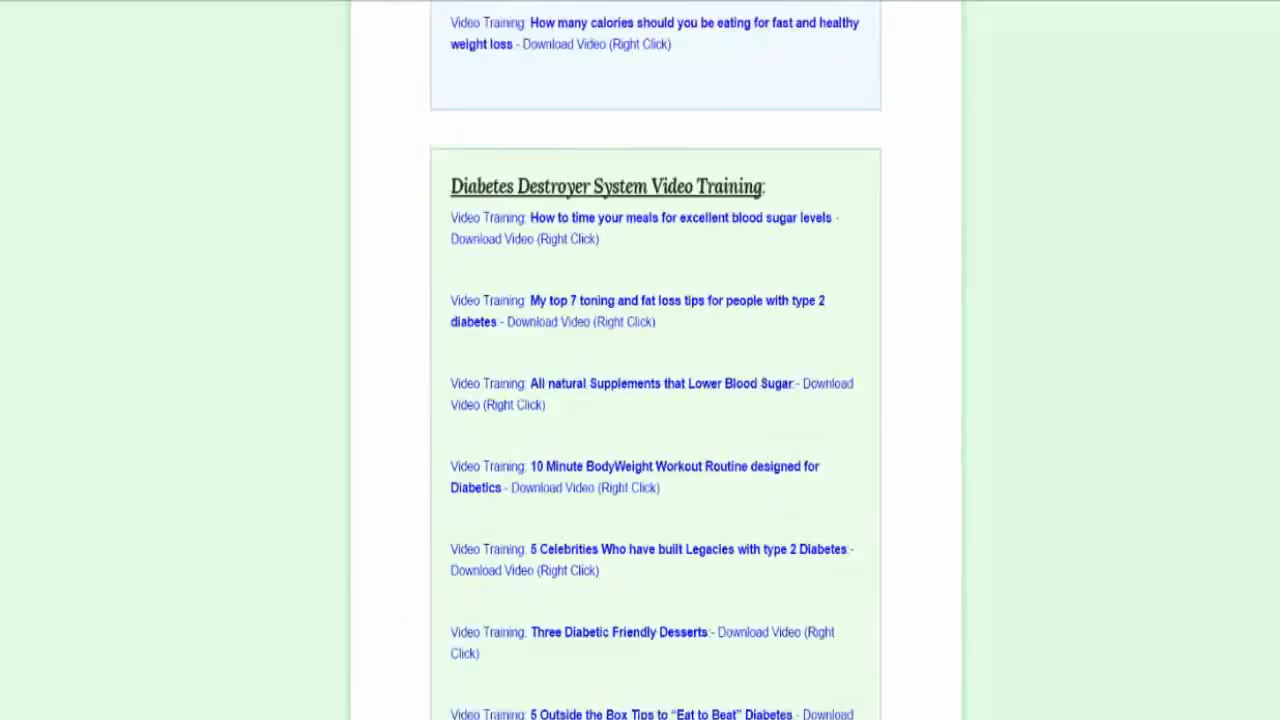 Video Training: How many calories should you be eating for fast and healthy
weight loss - Download Video (Right Click)
Diabetes Destroyer System Video Training:
Video Training: How to time your meals for excellent blood sugar levels -
Download Video (Right Click)
Video Training: My top 7 toning and fat loss tips for people with type 2
diabetes - Download Video (Right Click)
Video Training: All natural Supplements that Lower Blood Sugar - Download
Video (Right Click)
Video Training: 10 Minute BodyWeight Workout Routine designed for
Diabetics - Download Video (Right Click)
Video Training: 5 Celebrities Who have built Legacies with type 2 Diabetes -
Download Video (Right Click)
Video Training: Three Diabetic Friendly Desserts - Download Video (Right
Click)
Video Training: 5 Outside the Box Tips to "Eat to Beat" Diabetes - Download